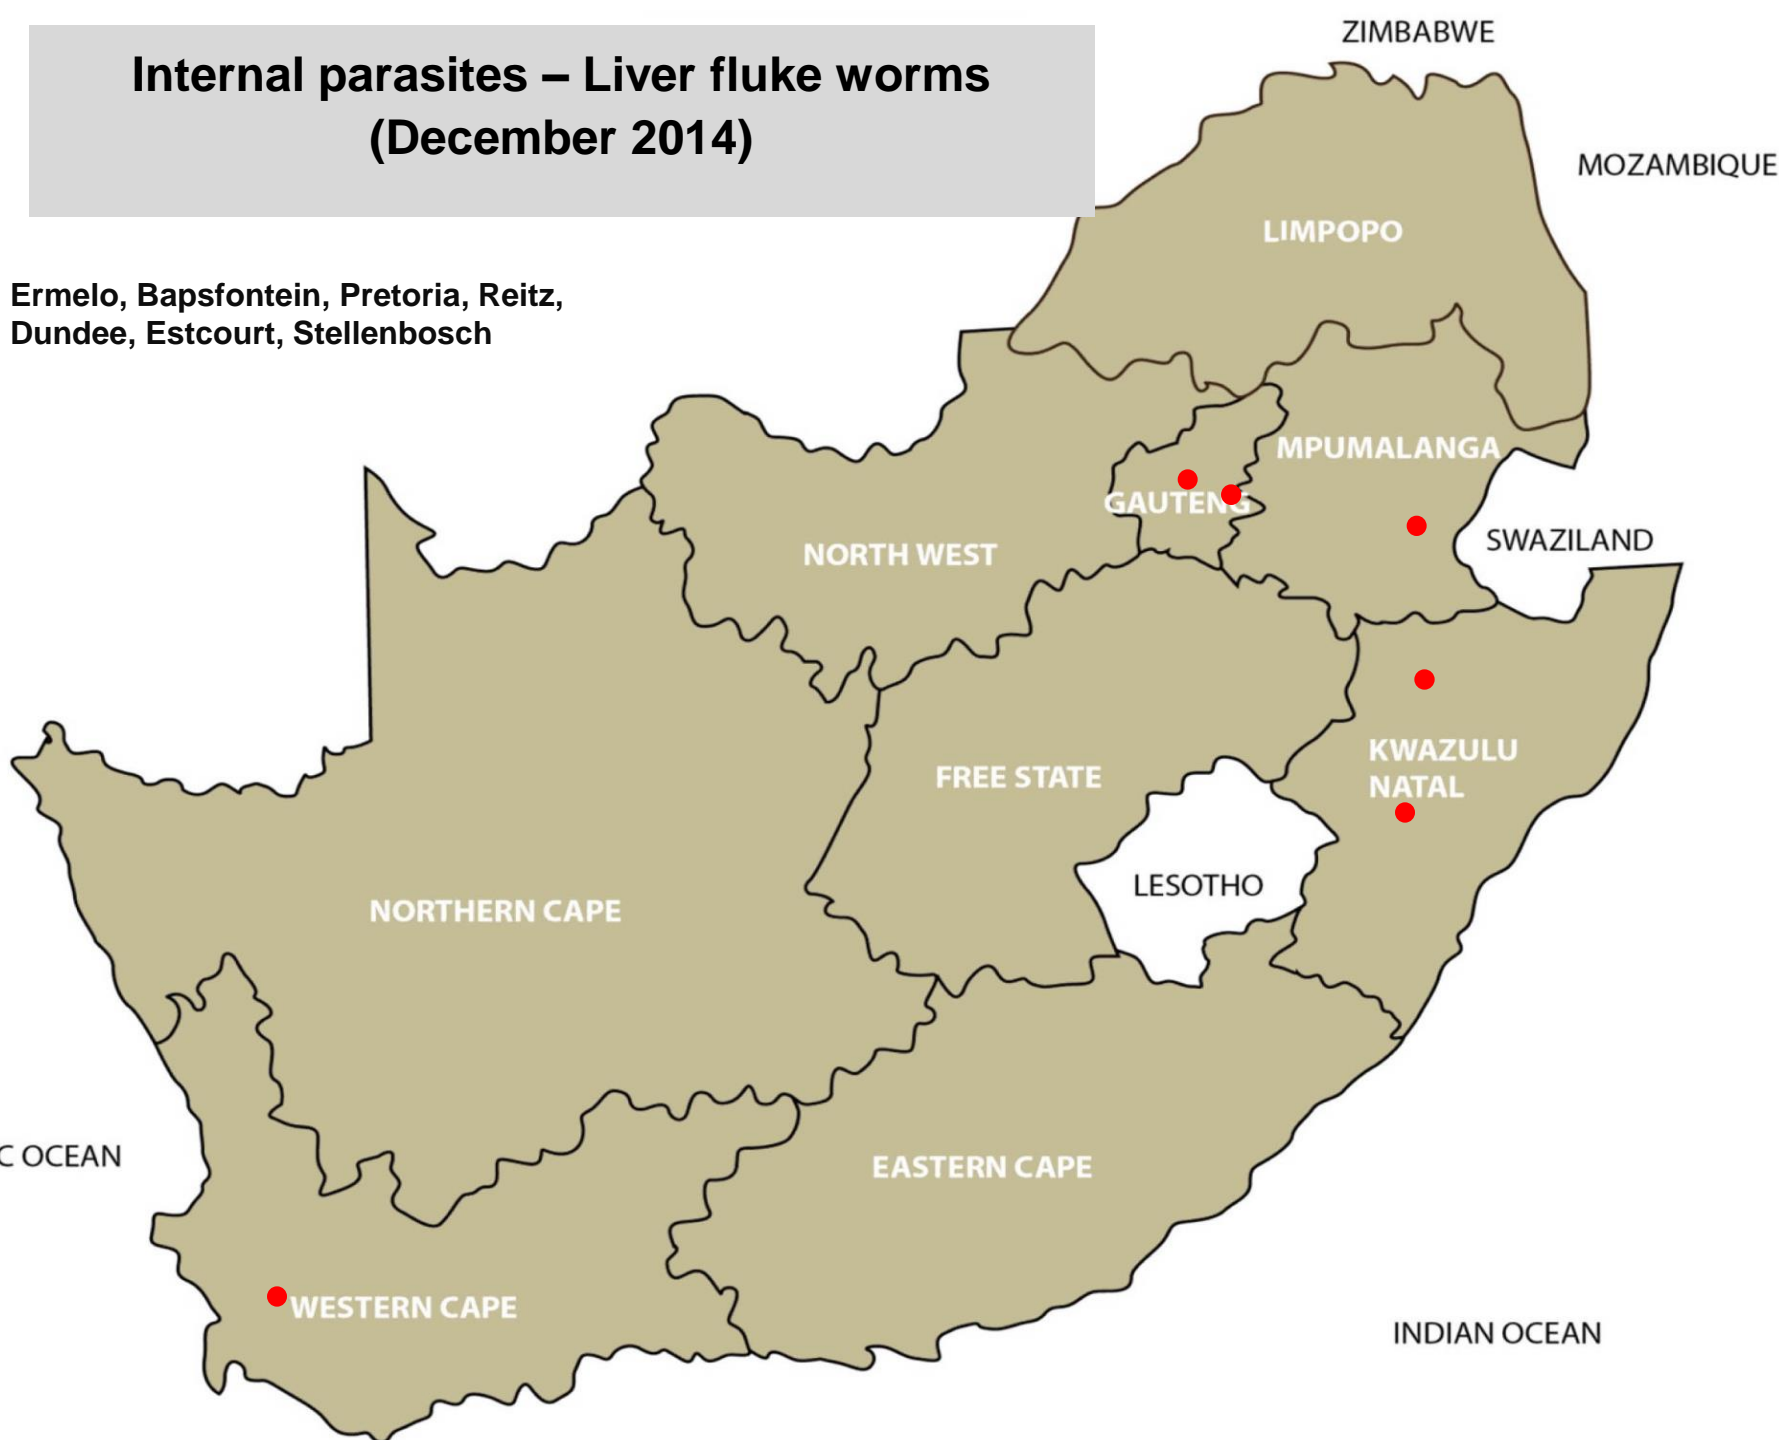 Internal parasites – Liver fluke worms
(December 2014)
Ermelo, Bapsfontein, Pretoria, Reitz,
Dundee, Estcourt, Stellenbosch
ZIMBABWE
MOZAMBIQUE
LIMPOPO
MPUMALANGA
GAUTENG
SWAZILAND
NORTH WEST
KWAZULU
NATAL
FREE STATE
LESOTHO
NORTHERN CAPE
C OCEAN
EASTERN CAPE
WESTERN CAPE
INDIAN OCEAN